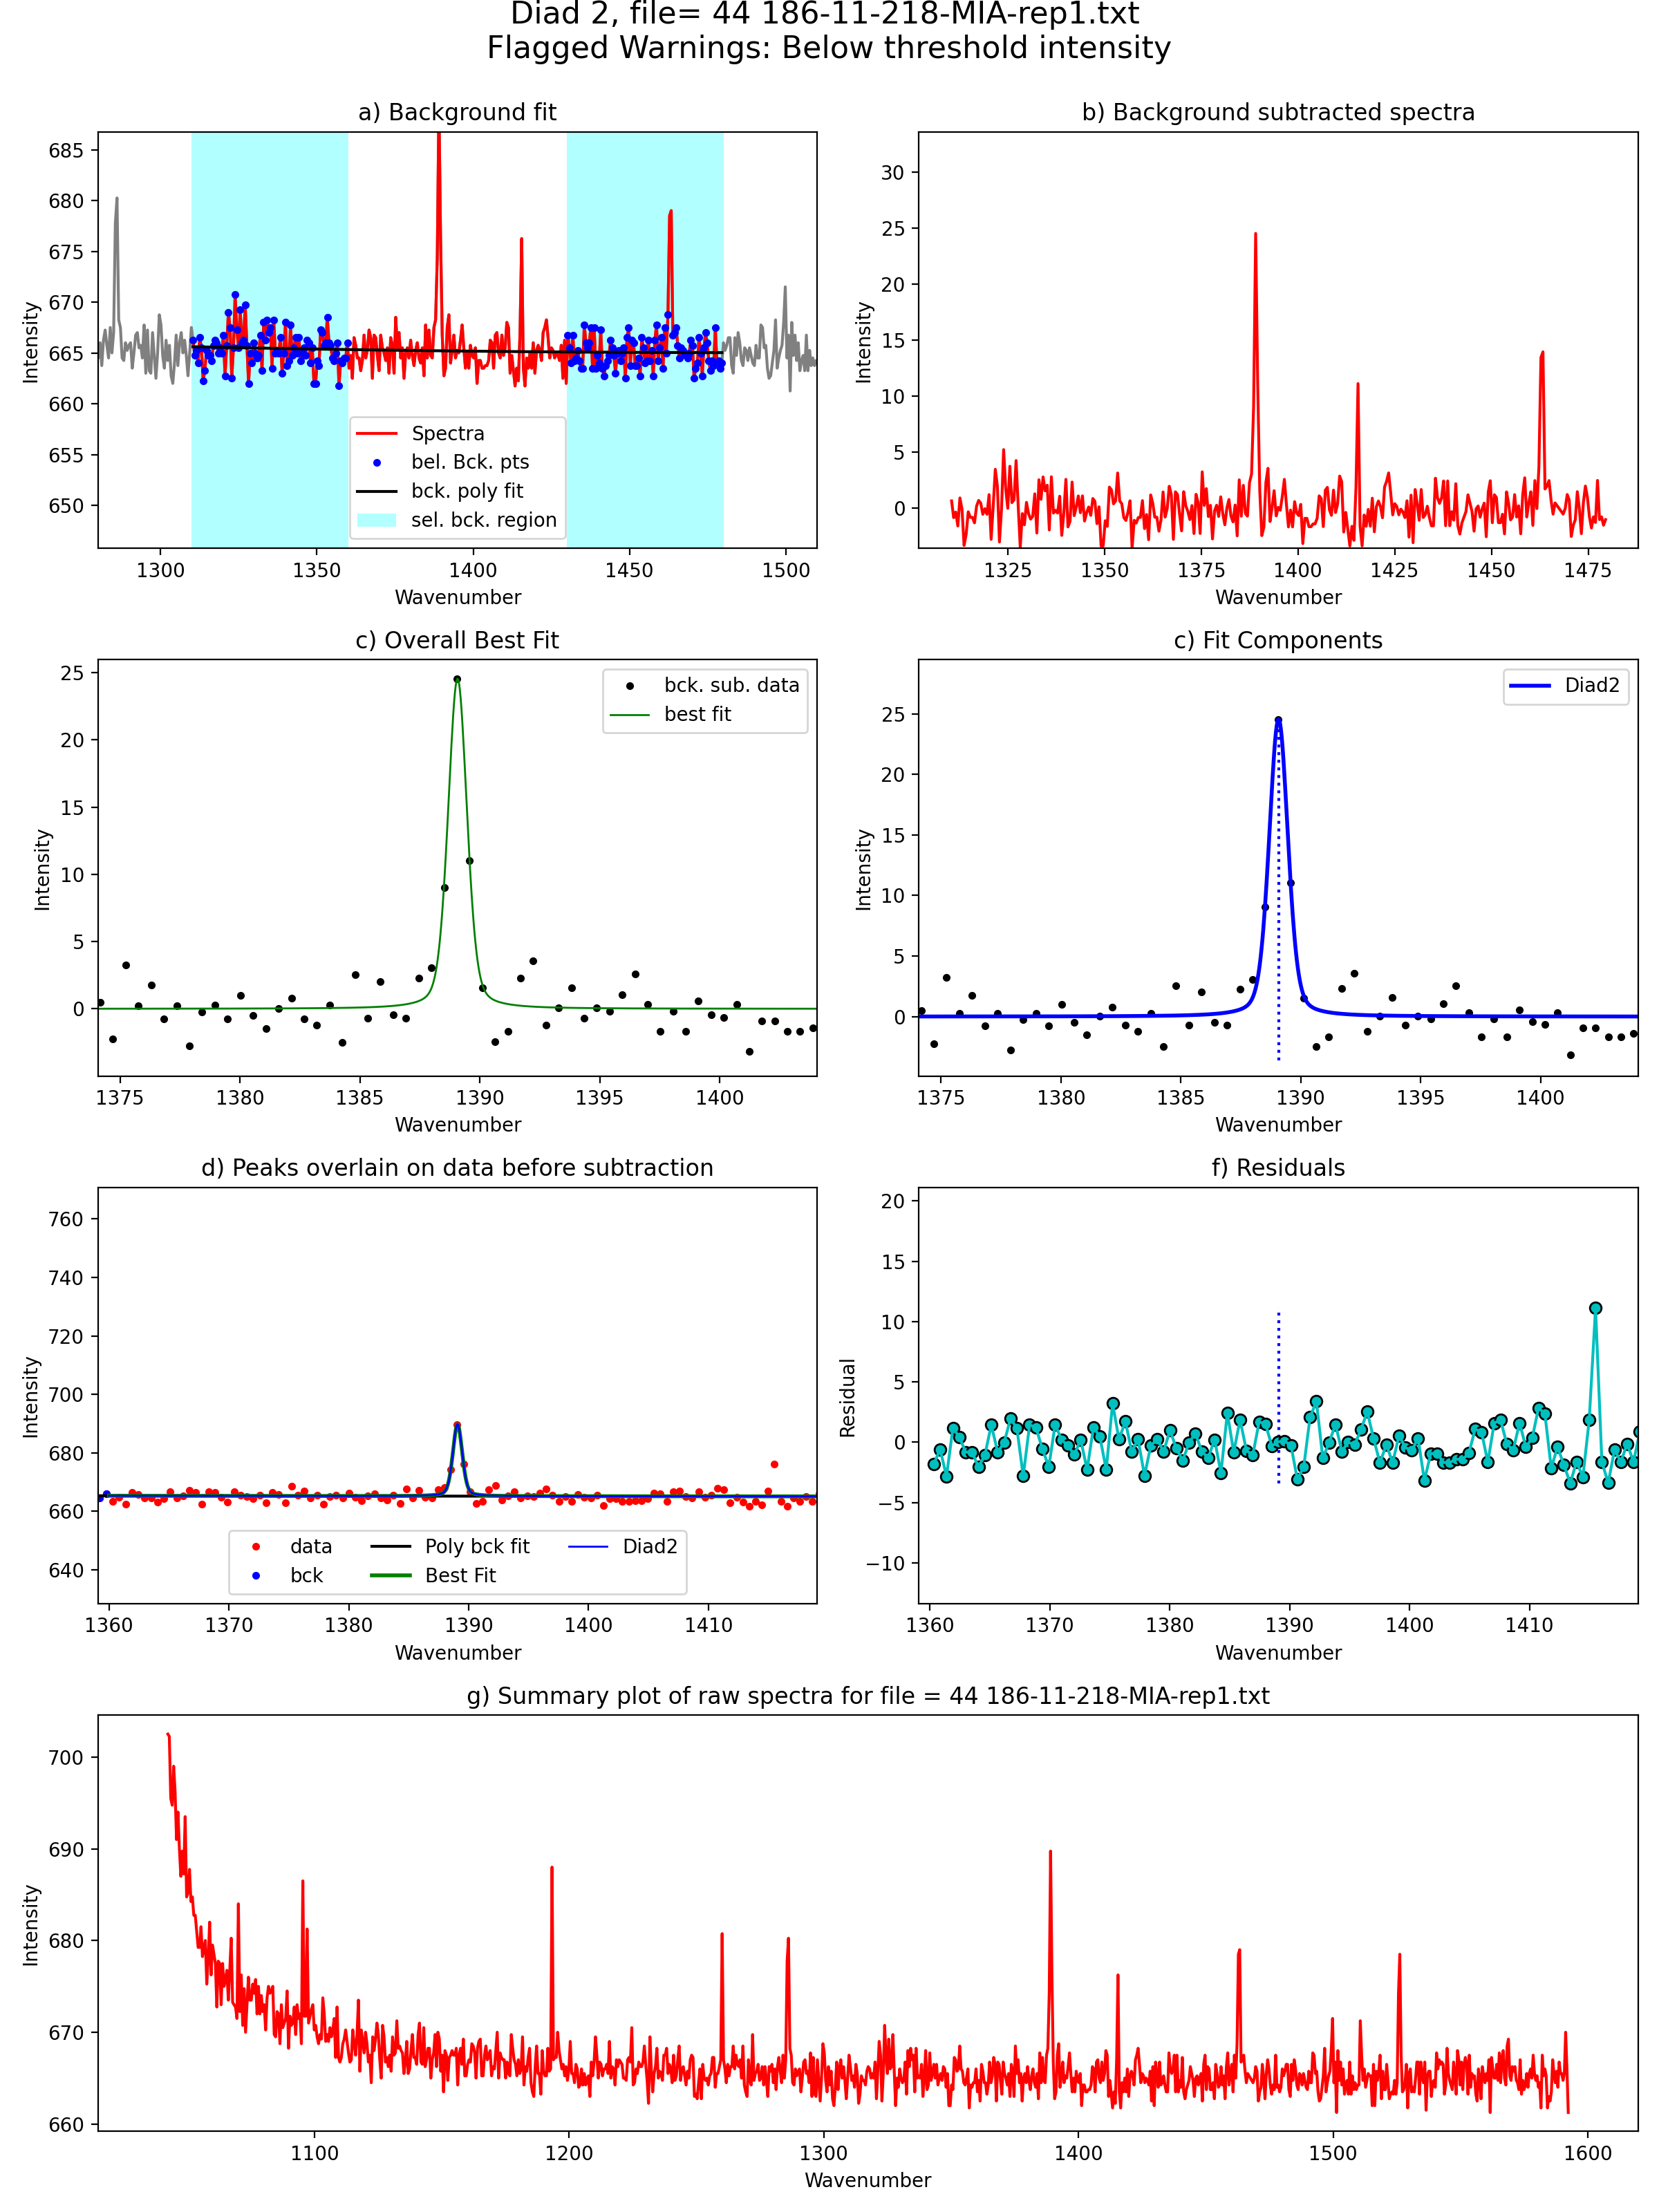 Diad 2, file= 44 186-11-218-MIA-rep1.txt
Flagged Warnings: Below threshold intensity
a) Background fit
685
680
675
670
665
660
655
650
Intensity
Spectra
bel. Bck. pts
bck. poly fit
sel. bck. region
1300 1350 1400 1450 1500
Wavenumber
b) Background subtracted spectra
30
25
20
15
10
5
0
Intensity
1325 1350 1375 1400 1425 1450 1475
Wavenumber
c) Overall Best Fit
25
20
15
10
5
0
Intensity
bck. sub. data
best fit
1375 1380 1385 1390 1395 1400
Wavenumber
c) Fit Components
25
20
15
10
5
0
Intensity
Diad2
1375 1380 1385 1390 1395 1400
Wavenumber
d) Peaks overlain on data before subtraction
760
740
720
700
680
660
640
Intensity
data Poly bck fit Diad2
bck Best Fit
1360 1370 1380 1390 1400 1410
Wavenumber
f) Residuals
20
15
10
5
0
−5
−10
Residual
1360 1370 1380 1390 1400 1410
Wavenumber
g) Summary plot of raw spectra for file = 44 186-11-218-MIA-rep1.txt
700
690
680
670
660
Intensity
1100 1200 1300 1400 1500 1600
Wavenumber